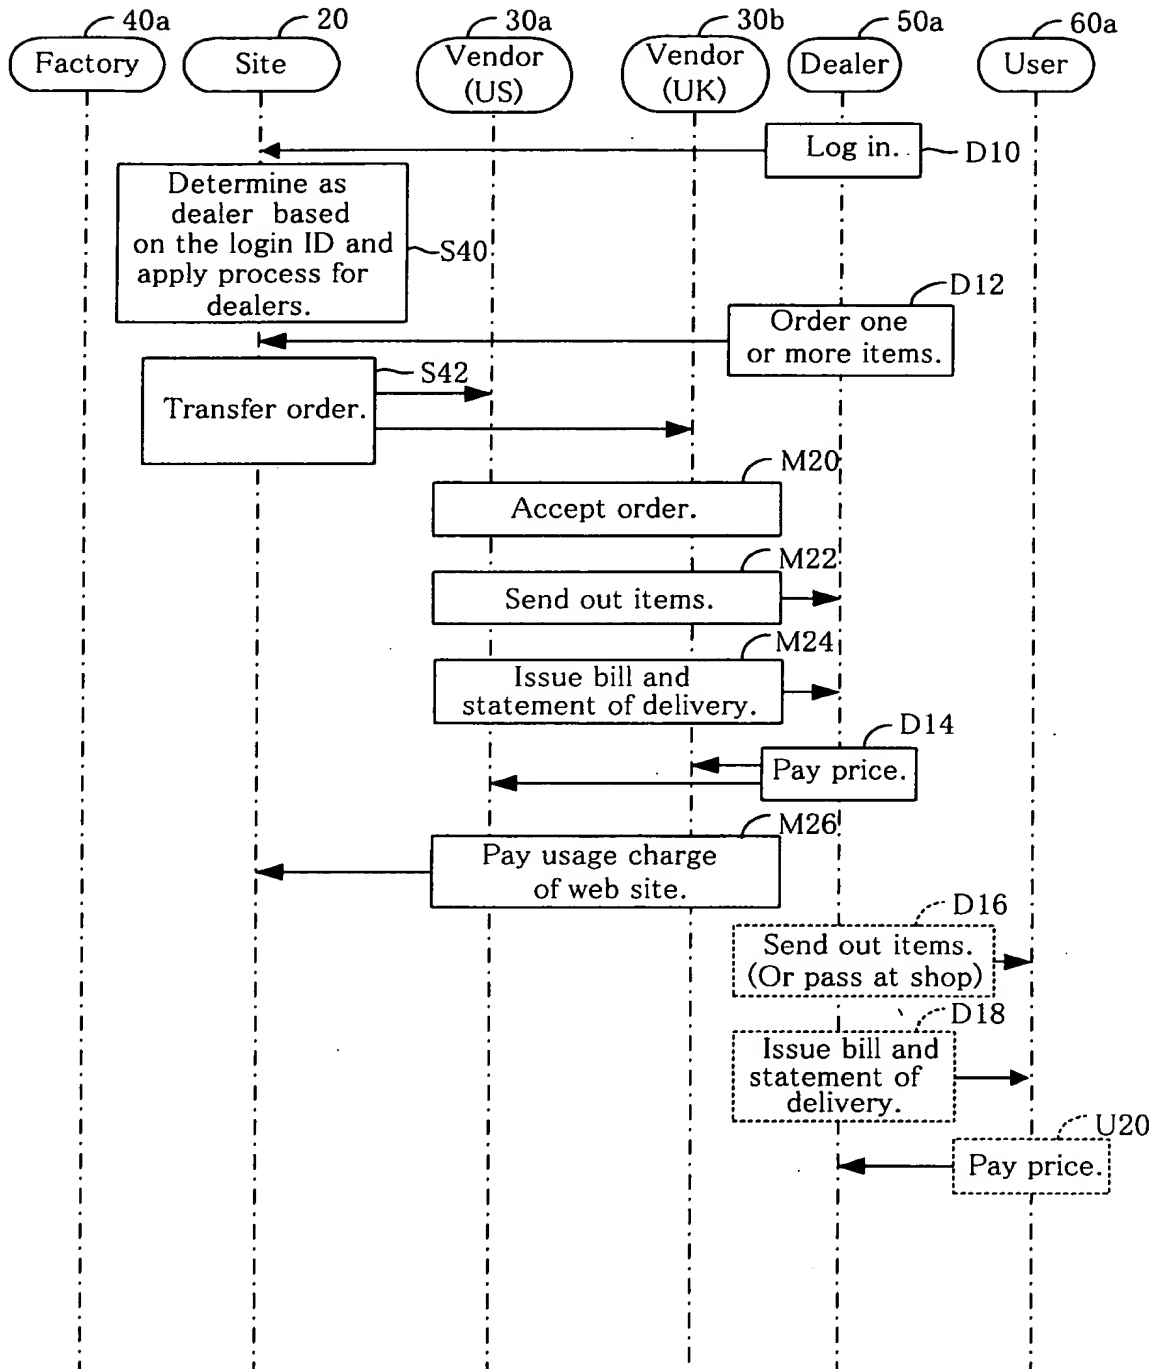 40a
20
30a
30b
50a
60a
Factory
Site
Vendor
(US)
Vendor
(UK)
Dealer
User
Log in.
D10
Determine as
dealer based
on the login ID and
apply process for
dealers.
S40
D12
Order one
or more items.
S42
Transfer order.
M20
Accept order.
M22
Send out items.
M24
Issue bill and
statement of delivery.
D14
Pay price.
M26
Pay usage charge
of web site.
D16
Send out items.
(Or pass at shop)
D18
Issue bill and
statement of
delivery.
U20
Pay price.